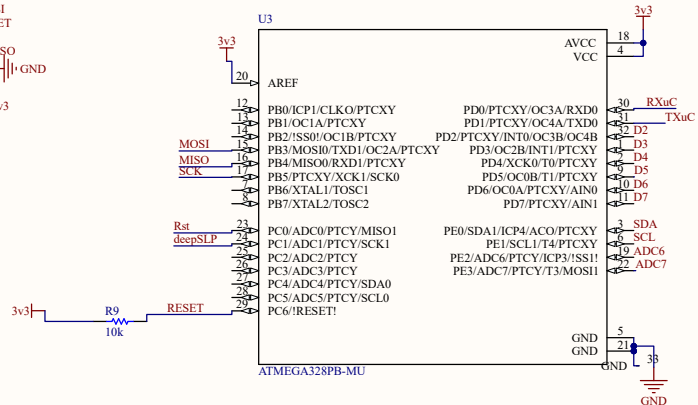 I
ET
SO
GND
v3
U3
3v3
3v3
AVCC 18
VCC 4
20 AREF
12 PB0/ICP1/CLKO/PTCXY
13 PB1/OC1A/PTCXY
14 PB2/!SS0!/OC1B/PTCXY
MOSI 15 PB3/MOSI0/TXD1/OC2A/PTCXY
MISO 16 PB4/MISO0/RXD1/PTCXY
SCK 17 PB5/PTCXY/XCK1/SCK0
7 PB6/XTAL1/TOSC1
8 PB7/XTAL2/TOSC2
PD0/PTCXY/OC3A/RXD0 30 RXuC
PD1/PTCXY/OC4A/TXD0 31 TXuC
PD2/PTCXY/INT0/OC3B/OC4B 32 D2
PD3/OC2B/INT1/PTCXY 1 D3
PD4/XCK0/T0/PTCXY 2 D4
PD5/OC0B/T1/PTCXY 9 D5
PD6/OC0A/PTCXY/AIN0 10 D6
PD7/PTCXY/AIN1 11 D7
Rst 23 PC0/ADC0/PTCY/MISO1
deepSLP 24 PC1/ADC1/PTCY/SCK1
25 PC2/ADC2/PTCY
26 PC3/ADC3/PTCY
27 PC4/ADC4/PTCY/SDA0
28 PC5/ADC5/PTCY/SCL0
29 PC6/!RESET!
PE0/SDA1/ICP4/ACO/PTCXY 3 SDA
PE1/SCL1/T4/PTCXY 6 SCL
PE2/ADC6/PTCY/ICP3/!SS1! 19 ADC6
PE3/ADC7/PTCY/T3/MOSI1 22 ADC7
3v3 R9 RESET
10k
GND 5
GND 21
GND 33
ATMEGA328PB-MU
GND